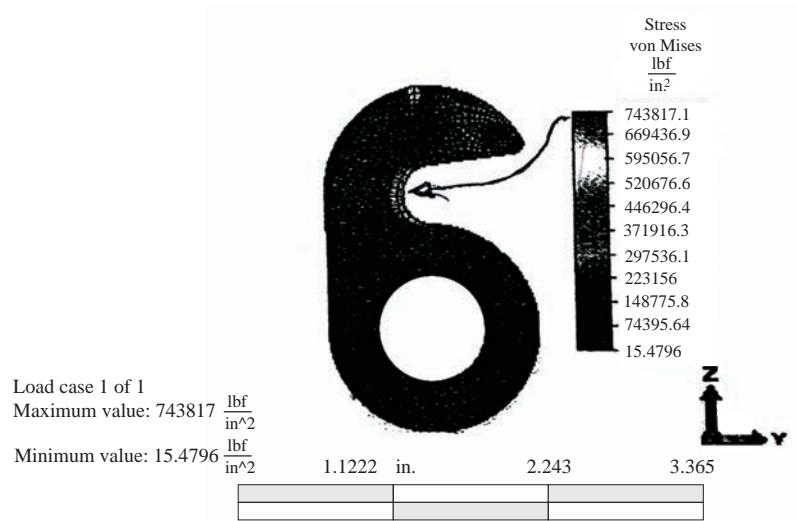 Stress
von Mises
lbf
in.²
743817.1
669436.9
595056.7
520676.6
446296.4
371916.3
297536.1
223156
148775.8
74395.64
15.4796
Z
Y
Load case 1 of 1
Maximum value: 743817 lbf/in^2
Minimum value: 15.4796 lbf/in^2
1.1222 in. 2.243 3.365